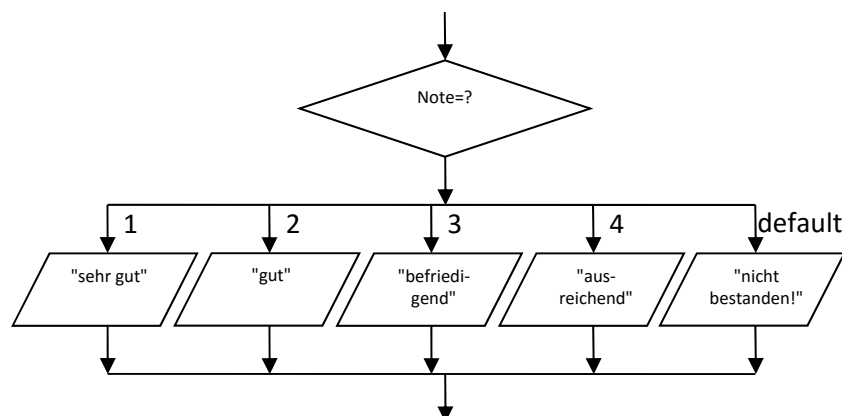 Note=?
1
2
3
4
default
"sehr gut"
"gut"
"befriedi-
gend"
"aus-
reichend"
"nicht
bestanden!"